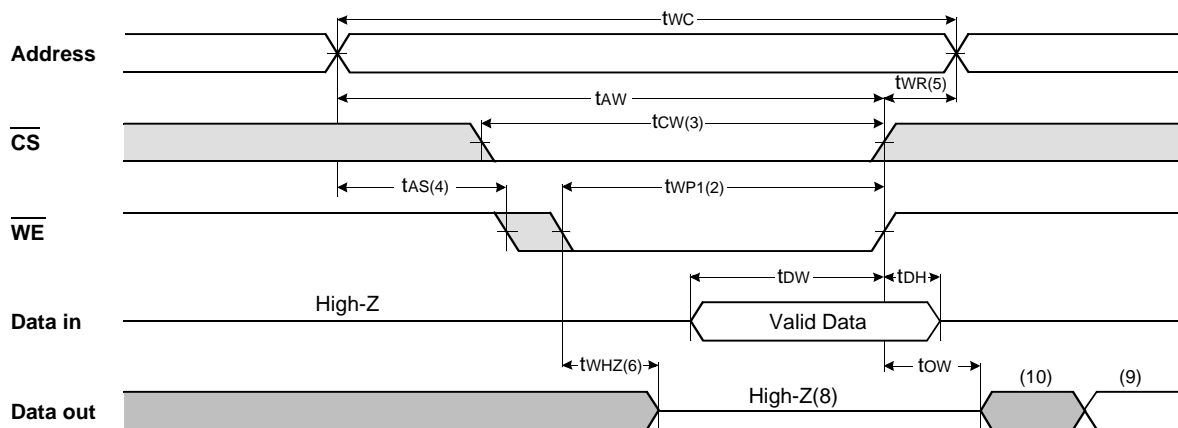 tWC
Address
tWR(5)
tAW
tCW(3)
CS
tAS(4)
tWP1(2)
WE
tDW
tDH
High-Z
Data in
Valid Data
tWHZ(6)
tOW
(10)
(9)
High-Z(8)
Data out